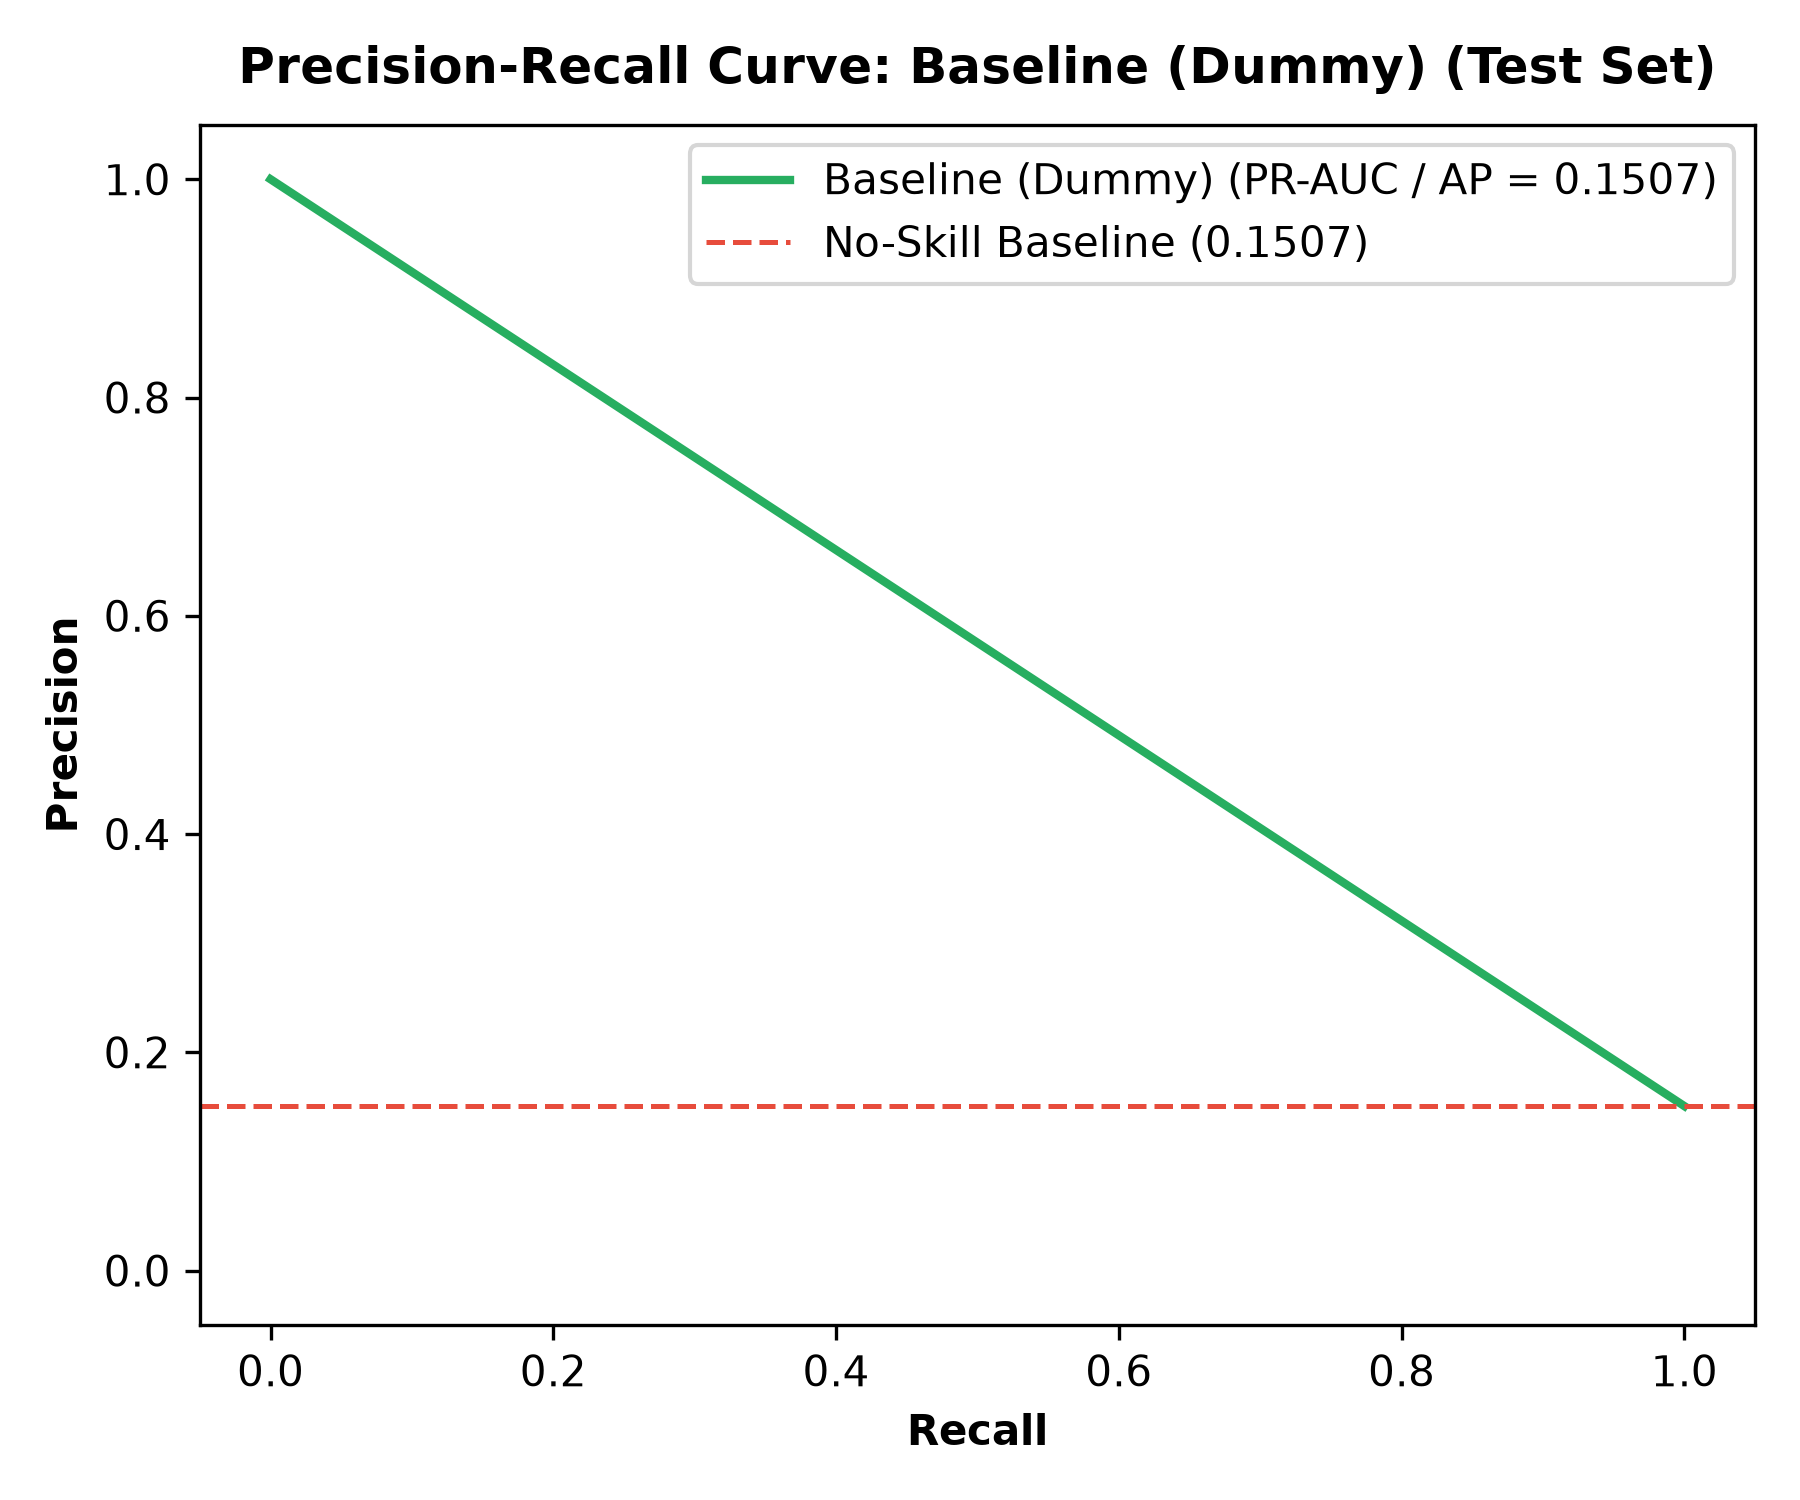 Precision-Recall Curve: Baseline (Dummy) (Test Set)
Baseline (Dummy) (PR-AUC / AP = 0.1507)
No-Skill Baseline (0.1507)
Precision
1.0
0.8
0.6
0.4
0.2
0.0
0.0 0.2 0.4 0.6 0.8 1.0
Recall